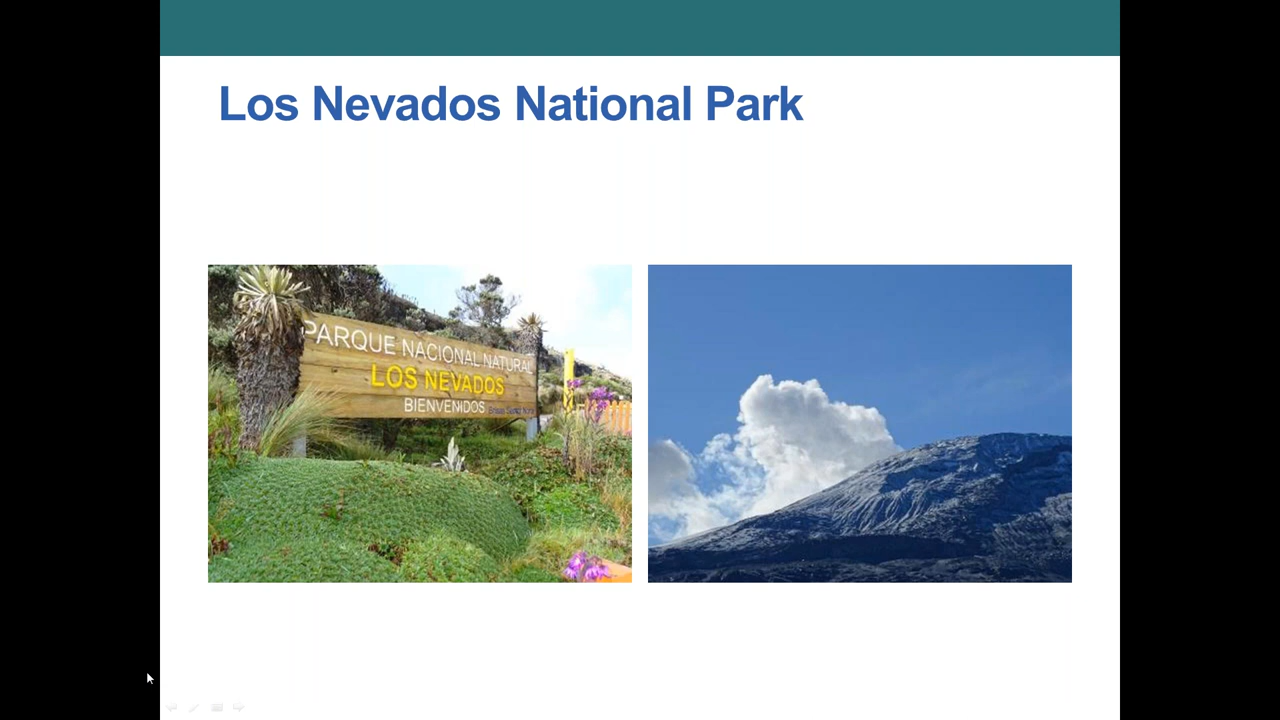 Los Nevados National Park
PARQUE NACIONAL NATURAL
LOS NEVADOS
BIENVENIDOS